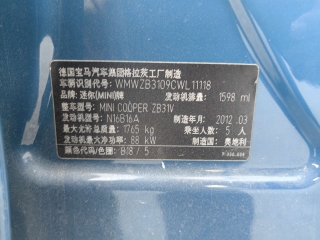 德国宝马汽车集团格拉茨工厂制造
车辆识别代号: WMWZB3109CWL11118
品牌: 迷你(MINI)牌 发动机排量: 1598 ml
整车型号: MINI COOPER ZB31V
发动机型号: N16B16A 制造年月: 2012.03
最大允许总质量: 1765 kg 乘坐人数: 5 人
发动机最大净功率: 88 kW 制造国: 奥地利
颜色代码/色漆: B18 / 5